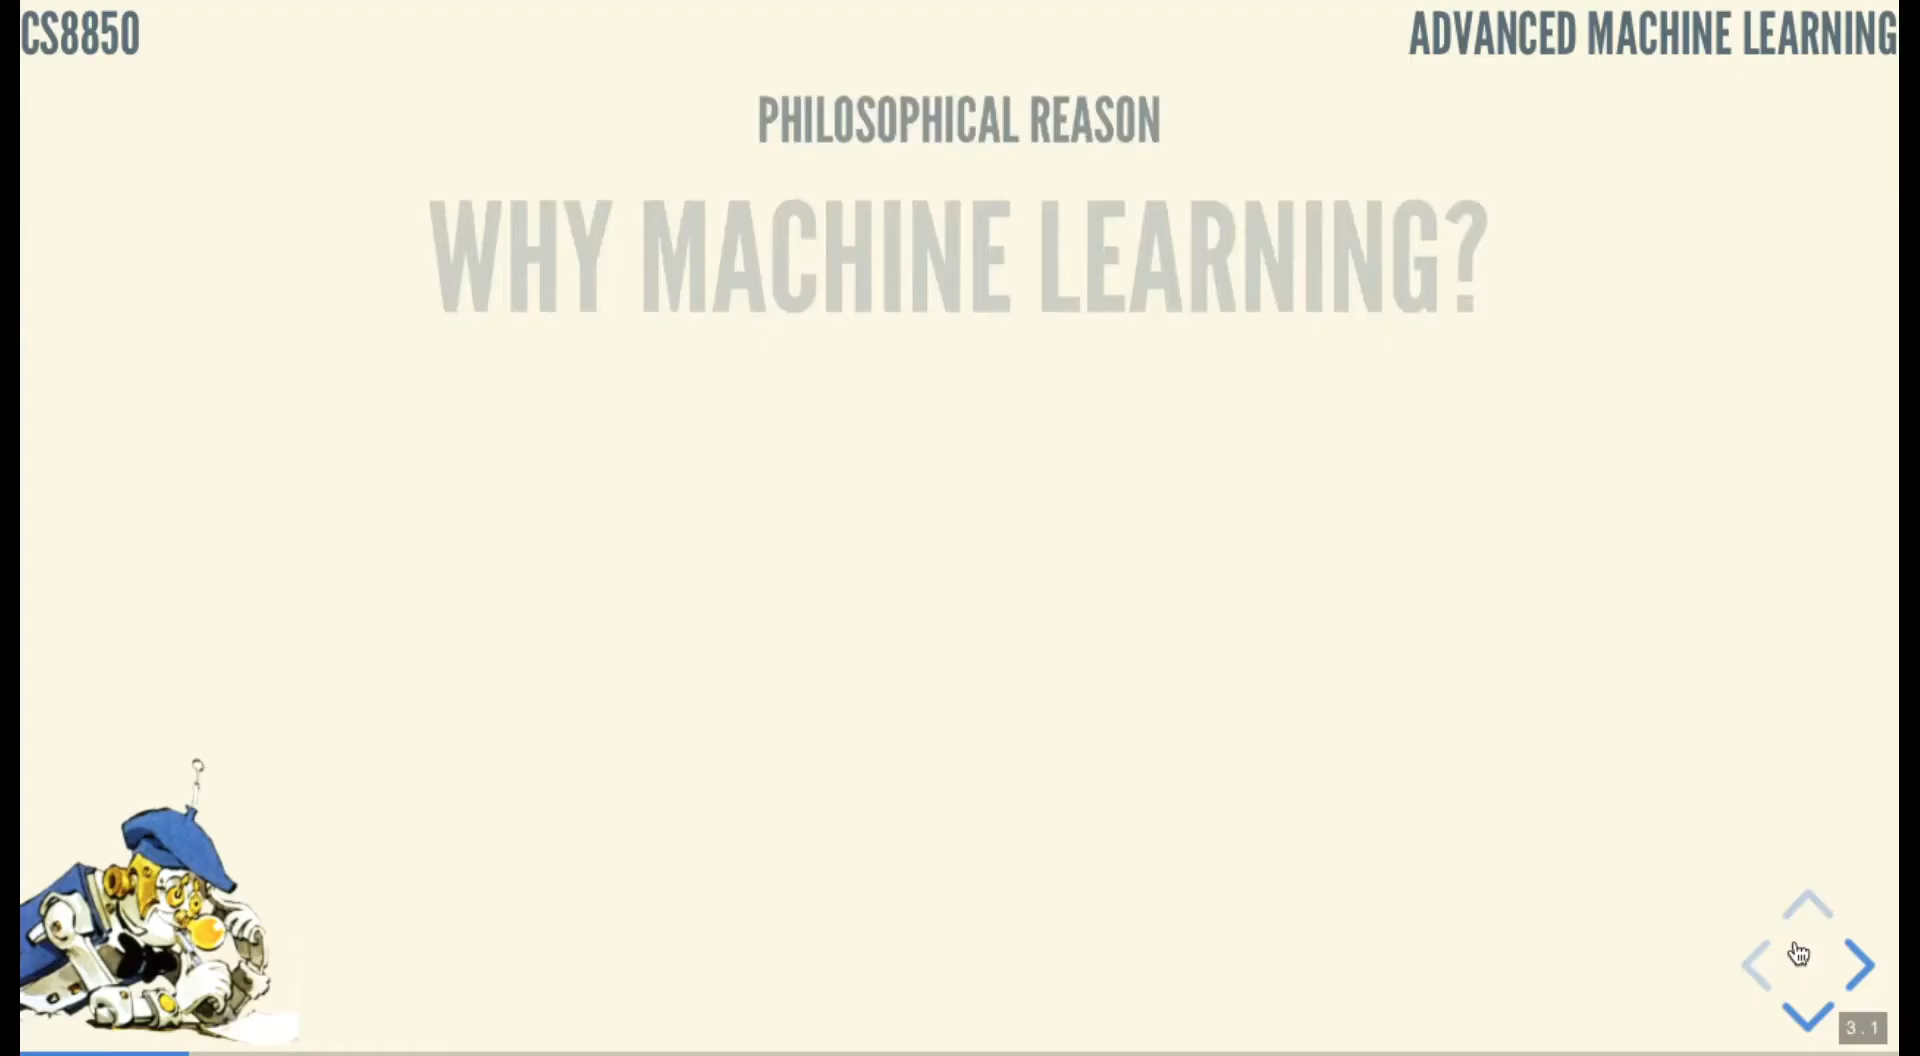 CS8850
ADVANCED MACHINE LEARNING
PHILOSOPHICAL REASON
WHY MACHINE LEARNING?
3.1